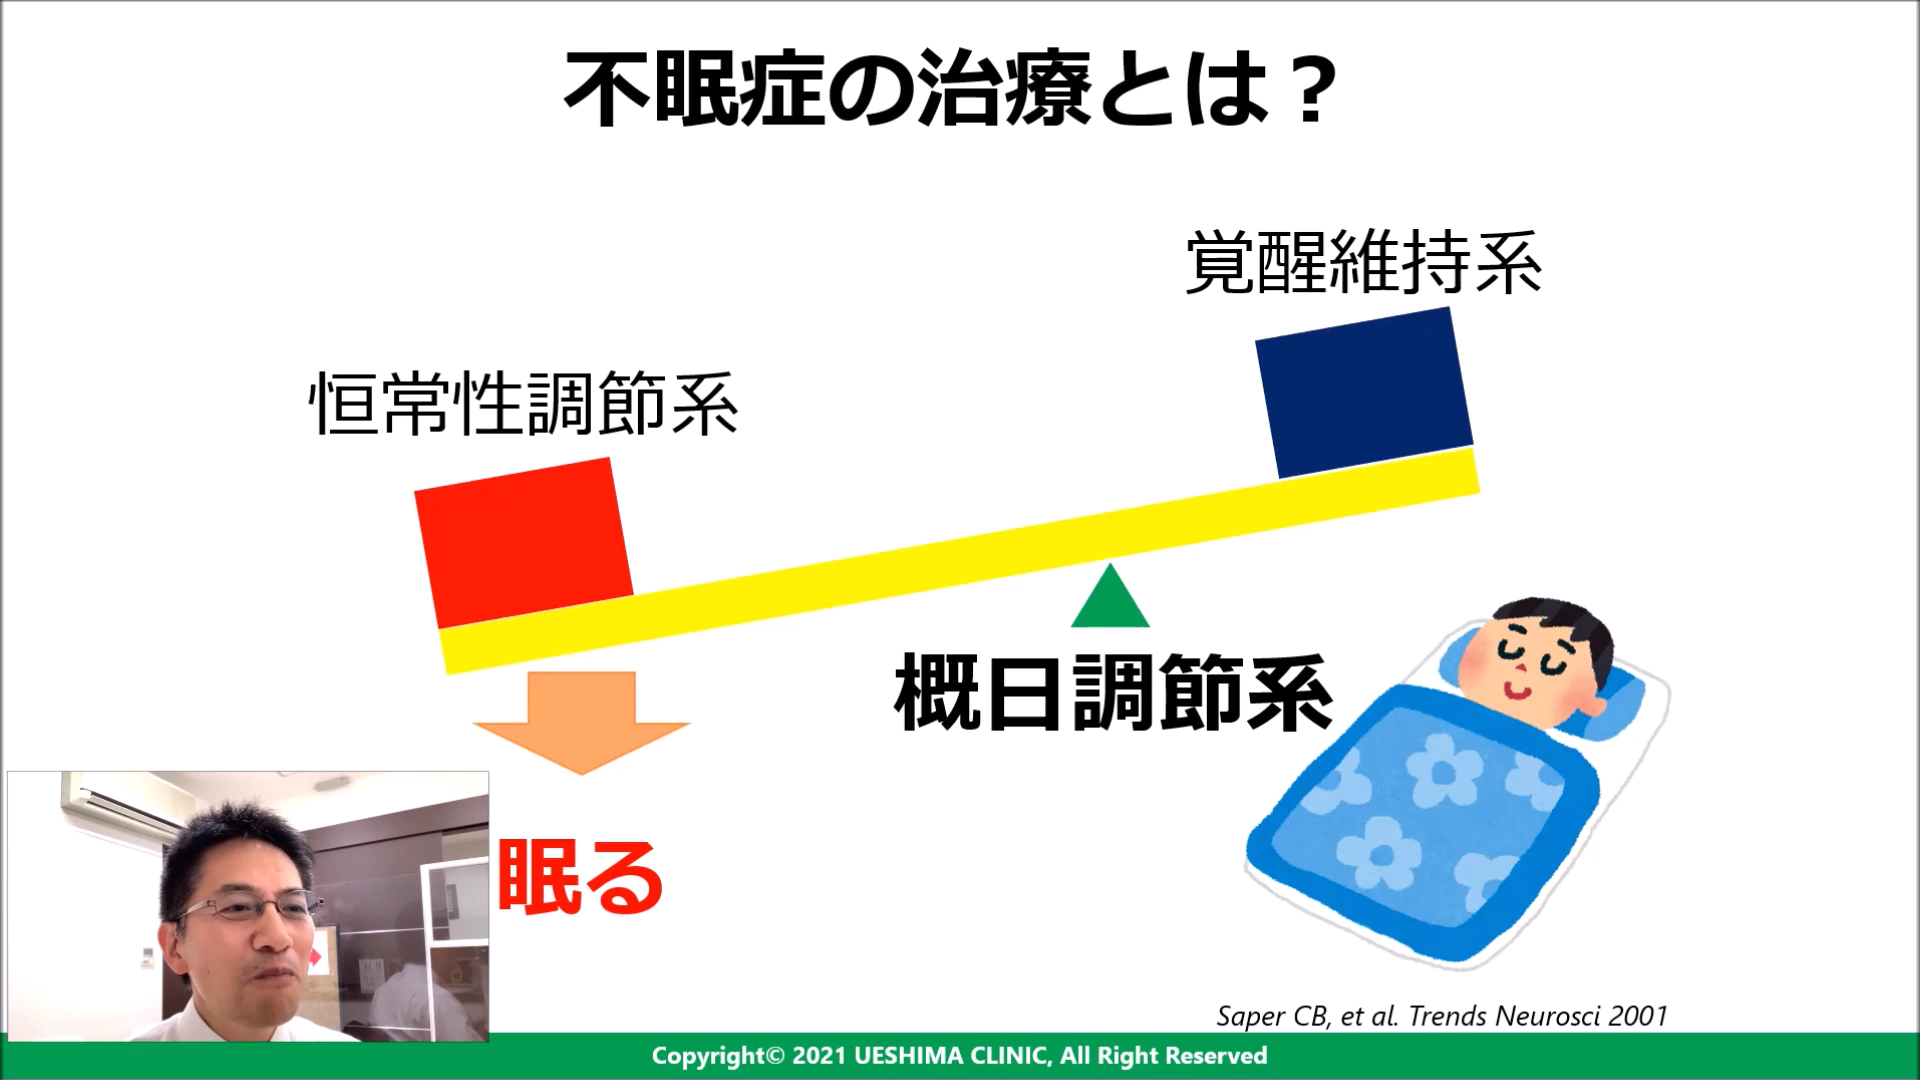 不眠症の治療とは？
覚醒維持系
恒常性調節系
概日調節系
眠る
Saper CB, et al. Trends Neurosci 2001
Copyright© 2021 UESHIMA CLINIC, All Right Reserved